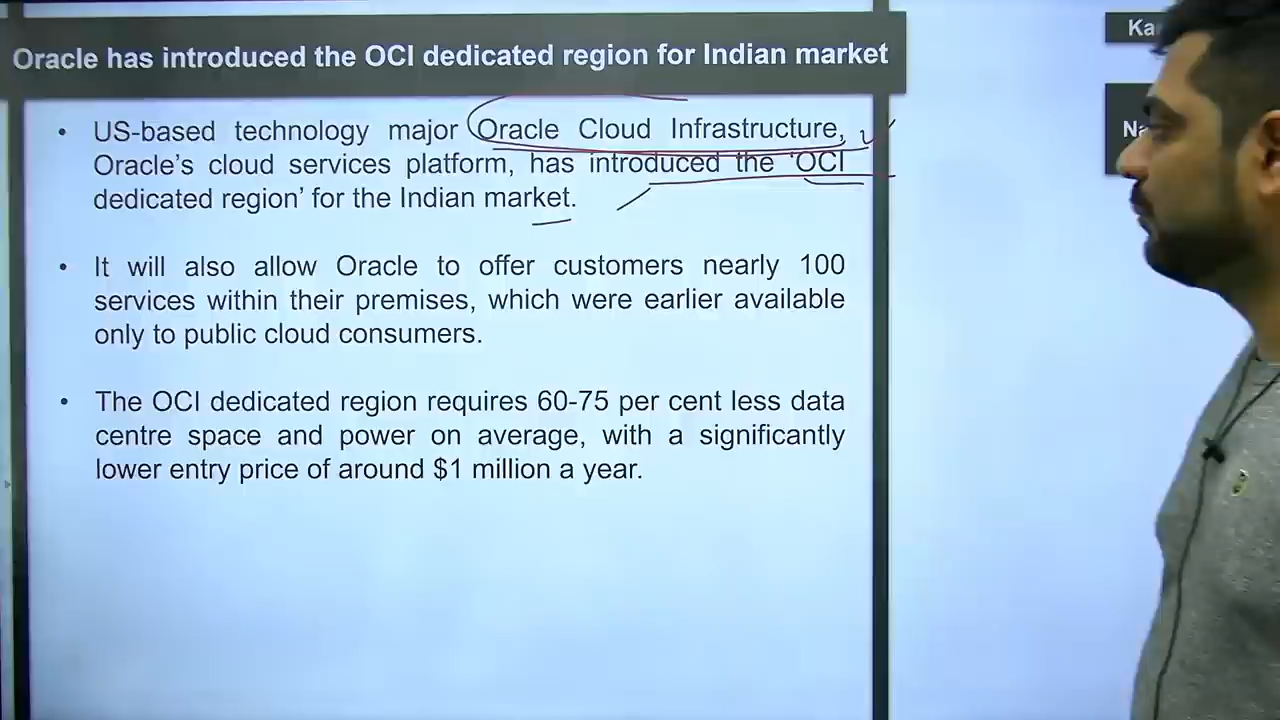 Oracle has introduced the OCI dedicated region for Indian market
• US-based technology major Oracle Cloud Infrastructure,
Oracle’s cloud services platform, has introduced the ‘OCI
dedicated region’ for the Indian market.
• It will also allow Oracle to offer customers nearly 100
services within their premises, which were earlier available
only to public cloud consumers.
• The OCI dedicated region requires 60-75 per cent less data
centre space and power on average, with a significantly
lower entry price of around $1 million a year.